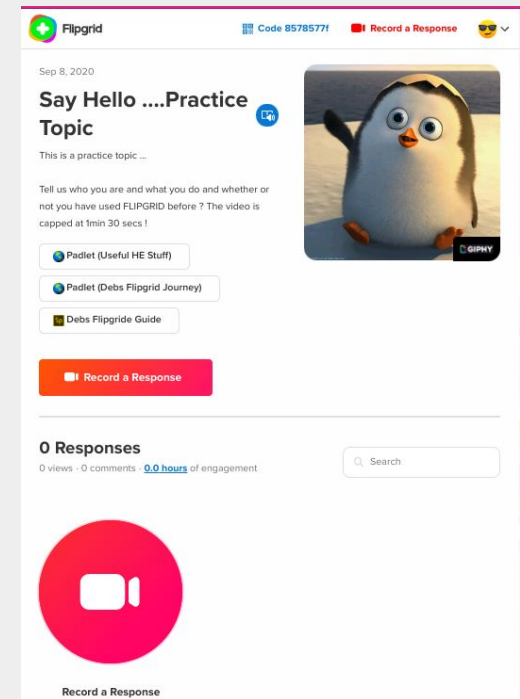 Flipgrid
Code 8578577f
Record a Response
Sep 8, 2020
Say Hello ....Practice
Topic
This is a practice topic ...
Tell us who you are and what you do and whether or
not you have used FLIPGRID before ? The video is
capped at 1min 30 secs !
GIPHY
Padlet (Useful HE Stuff)
Padlet (Debs Flipgrid Journey)
Debs Flipgride Guide
Record a Response
0 Responses
0 views · 0 comments · 0.0 hours of engagement
Search
Record a Response